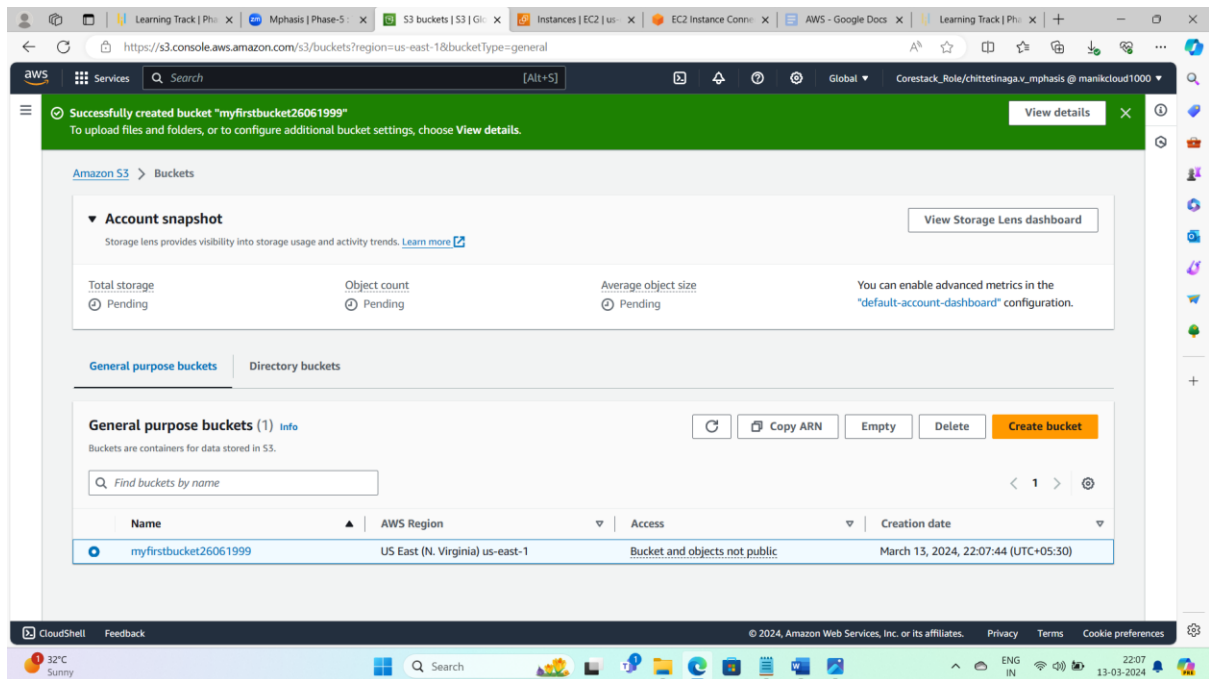 Learning Track | Pha
Mphasis | Phase-5 :
S3 buckets | S3 | Glo
Instances | EC2 | us-
EC2 Instance Conne
AWS - Google Docs
Learning Track | Pha
https://s3.console.aws.amazon.com/s3/buckets?region=us-east-1&bucketType=general
aws
Services
Search
[Alt+S]
Global
Corestack_Role/chittetinaga.v_mphasis @ manikcloud1000
Successfully created bucket "myfirstbucket26061999"
To upload files and folders, or to configure additional bucket settings, choose View details.
View details
Amazon S3 > Buckets
Account snapshot
Storage lens provides visibility into storage usage and activity trends. Learn more
View Storage Lens dashboard
Total storage
Pending
Object count
Pending
Average object size
Pending
You can enable advanced metrics in the
"default-account-dashboard" configuration.
General purpose buckets
Directory buckets
General purpose buckets (1) Info
Buckets are containers for data stored in S3.
Copy ARN
Empty
Delete
Create bucket
Find buckets by name
1
Name
AWS Region
Access
Creation date
myfirstbucket26061999
US East (N. Virginia) us-east-1
Bucket and objects not public
March 13, 2024, 22:07:44 (UTC+05:30)
CloudShell
Feedback
© 2024, Amazon Web Services, Inc. or its affiliates.
Privacy
Terms
Cookie preferences
1
32°C
Sunny
Search
ENG
IN
22:07
13-03-2024